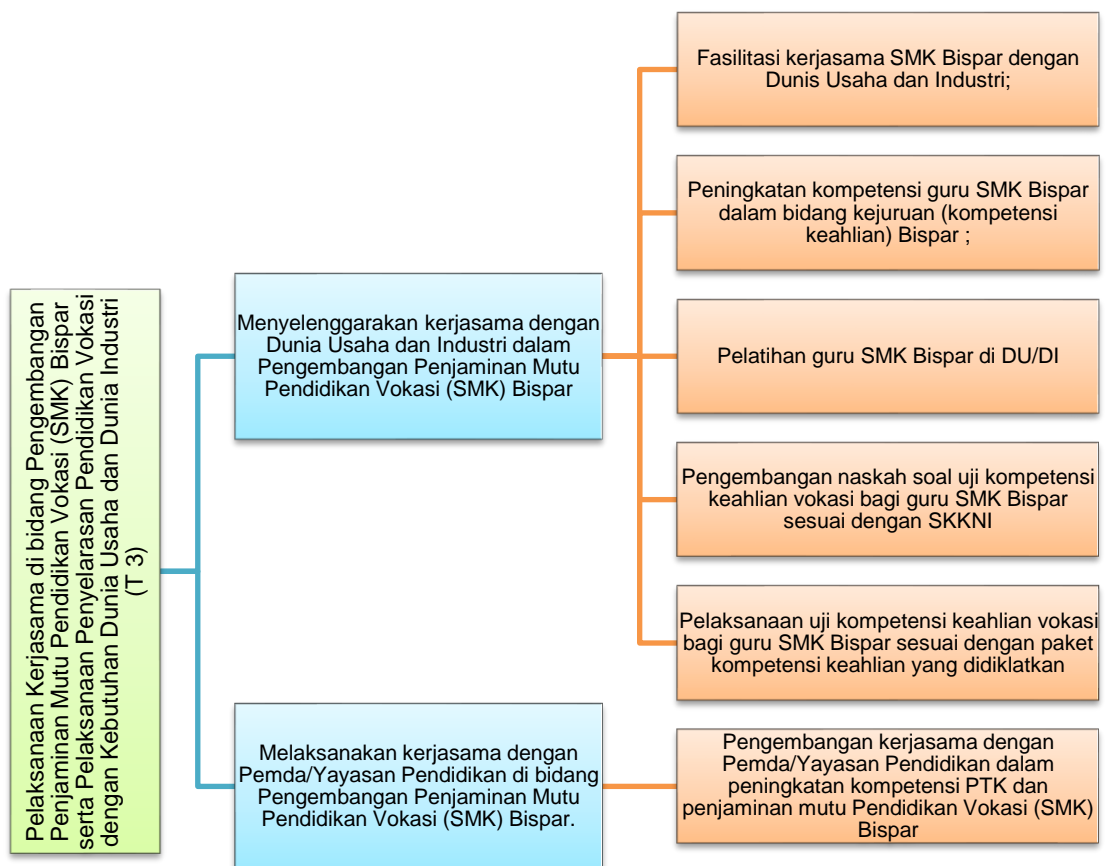 Pelaksanaan Kerjasama di bidang Pengembangan
Penjaminan Mutu Pendidikan Vokasi (SMK) Bispar
serta Pelaksanaan Penyelarasan Pendidikan Vokasi
dengan Kebutuhan Dunia Usaha dan Dunia Industri
(T 3)
Menyelenggarakan kerjasama dengan
Dunia Usaha dan Industri dalam
Pengembangan Penjaminan Mutu
Pendidikan Vokasi (SMK) Bispar
Fasilitasi kerjasama SMK Bispar dengan
Dunis Usaha dan Industri;
Peningkatan kompetensi guru SMK Bispar
dalam bidang kejuruan (kompetensi
keahlian) Bispar ;
Pelatihan guru SMK Bispar di DU/DI
Pengembangan naskah soal uji kompetensi
keahlian vokasi bagi guru SMK Bispar
sesuai dengan SKKNI
Pelaksanaan uji kompetensi keahlian vokasi
bagi guru SMK Bispar sesuai dengan paket
kompetensi keahlian yang didiklatkan
Melaksanakan kerjasama dengan
Pemda/Yayasan Pendidikan di bidang
Pengembangan Penjaminan Mutu
Pendidikan Vokasi (SMK) Bispar.
Pengembangan kerjasama dengan
Pemda/Yayasan Pendidikan dalam
peningkatan kompetensi PTK dan
penjaminan mutu Pendidikan Vokasi (SMK)
Bispar